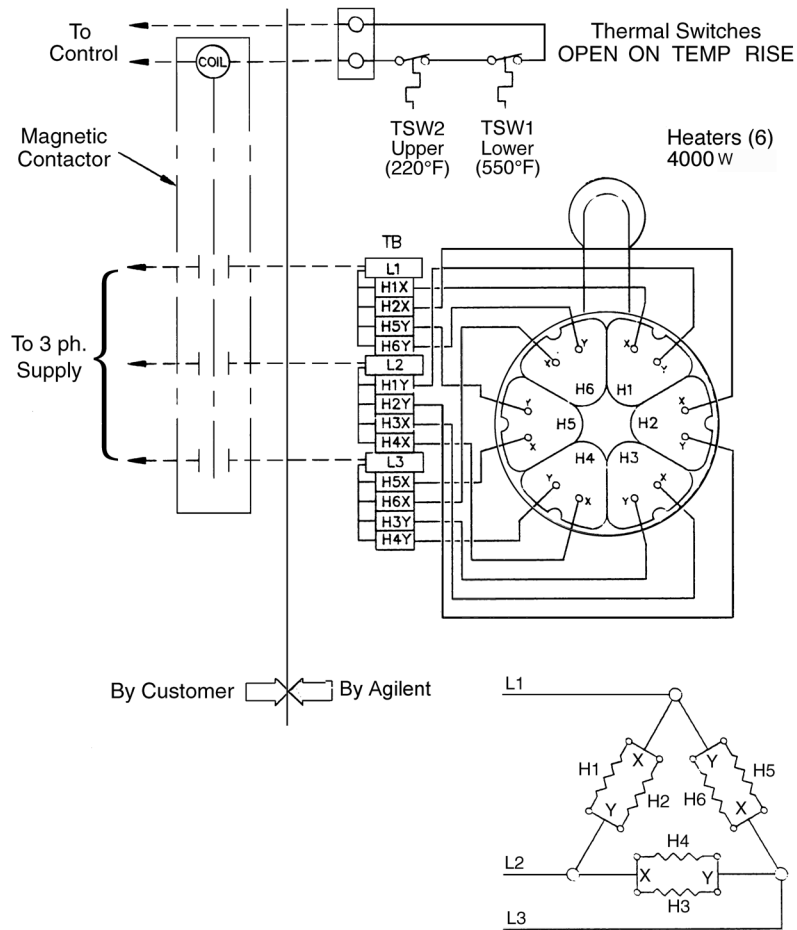 To
Control
COIL
Thermal Switches
OPEN ON TEMP RISE
TSW2
Upper
(220°F)
TSW1
Lower
(550°F)
Heaters (6)
4000 W
Magnetic
Contactor
TB
L1
H1X
H2X
H5Y
H6Y
L2
H1Y
H2Y
H3X
H4X
L3
H5X
H6X
H3Y
H4Y
To 3 ph.
Supply
X
Y
H6
X
Y
H1
Y
X
H5
X
Y
H2
Y
X
H4
Y
X
H3
By Customer
By Agilent
L1
H1
X
Y
H2
Y
X
H5
H6
L2
H4
X
Y
H3
L3